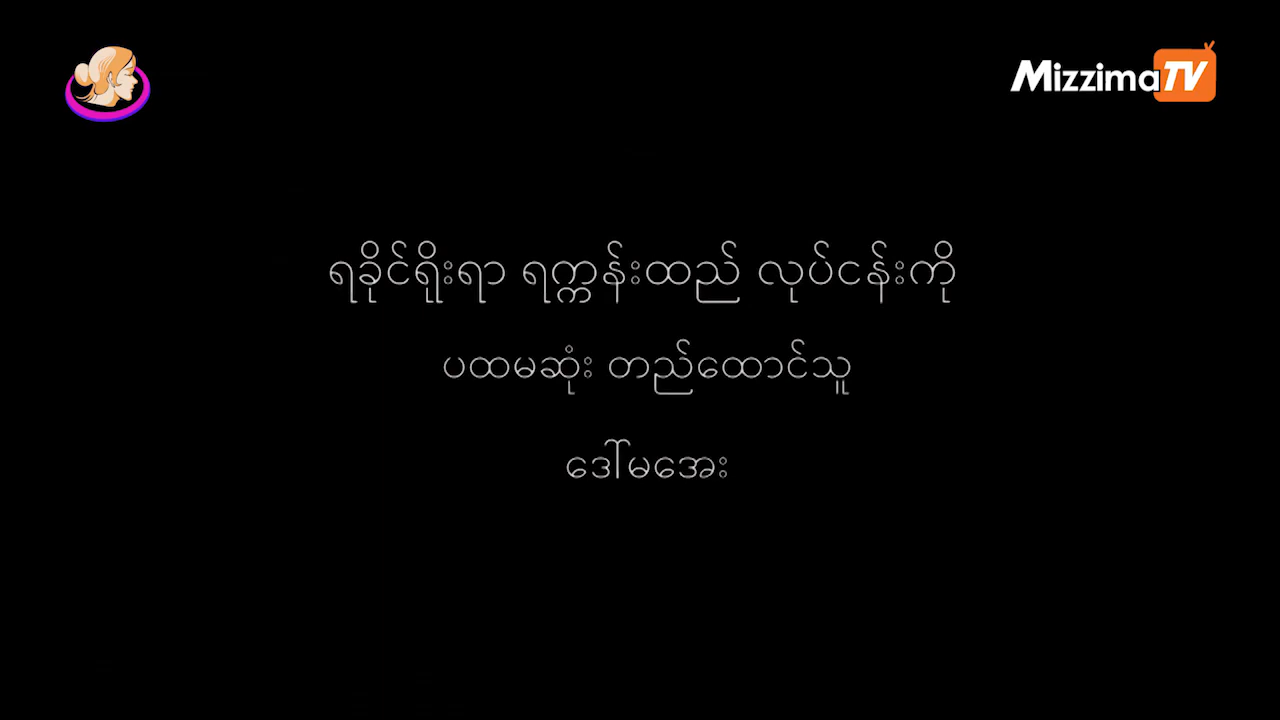 MizzimaTV
ရခိုင်ရိုးရာ ရက္ကန်းထည် လုပ်ငန်းကို
ပထမဆုံး တည်ထောင်သူ
ဒေါ်မအေး